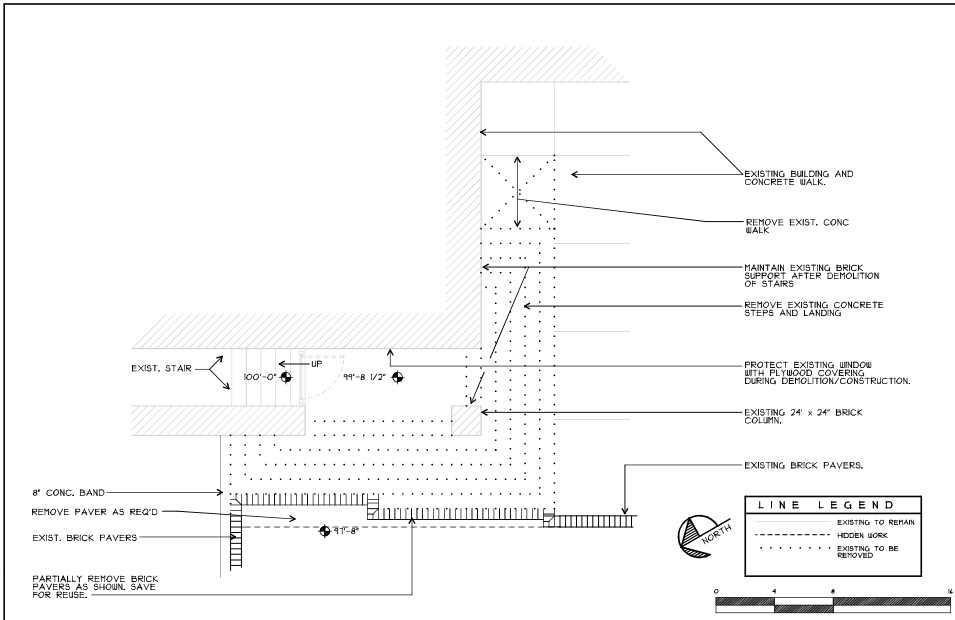 EXISTING BUILDING AND
CONCRETE WALK.
REMOVE EXIST. CONC
WALK
MAINTAIN EXISTING BRICK
SUPPORT AFTER DEMOLITION
OF STAIRS
REMOVE EXISTING CONCRETE
STEPS AND LANDING
EXIST. STAIR
UP
100'-0"
99'-8 1/2"
PROTECT EXISTING WINDOW
WITH PLYWOOD COVERING
DURING DEMOLITION/CONSTRUCTION.
EXISTING 24' x 24" BRICK
COLUMN.
EXISTING BRICK PAVERS.
8" CONC. BAND
REMOVE PAVER AS REQ'D
97'-8"
EXIST. BRICK PAVERS
PARTIALLY REMOVE BRICK
PAVERS AS SHOWN. SAVE
FOR REUSE.
NORTH
LINE LEGEND
EXISTING TO REMAIN
HIDDEN WORK
EXISTING TO BE
REMOVED
0 4 8 16